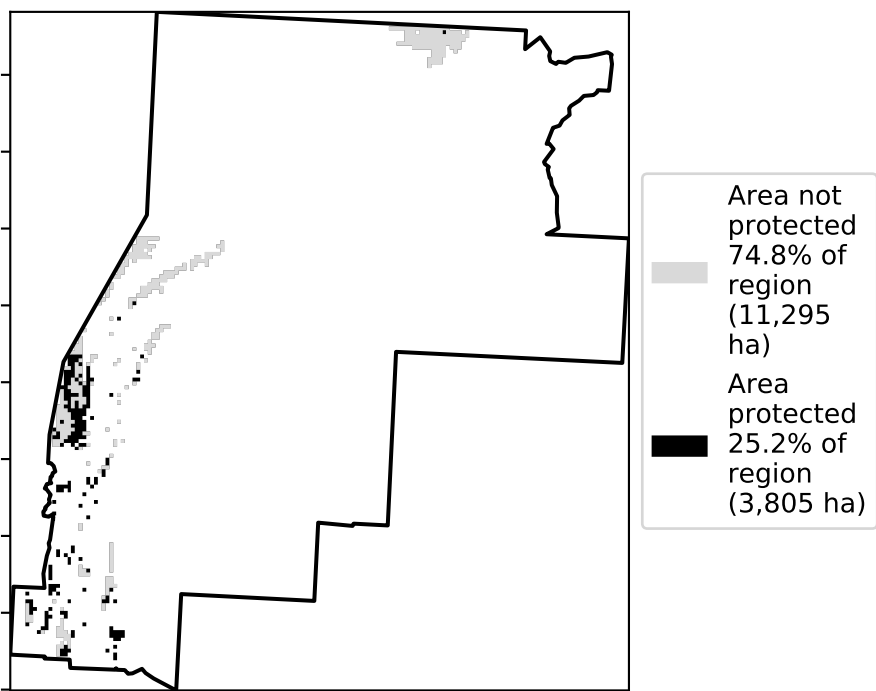 Area not
protected
74.8% of
region
(11,295
ha)
Area
protected
25.2% of
region
(3,805 ha)